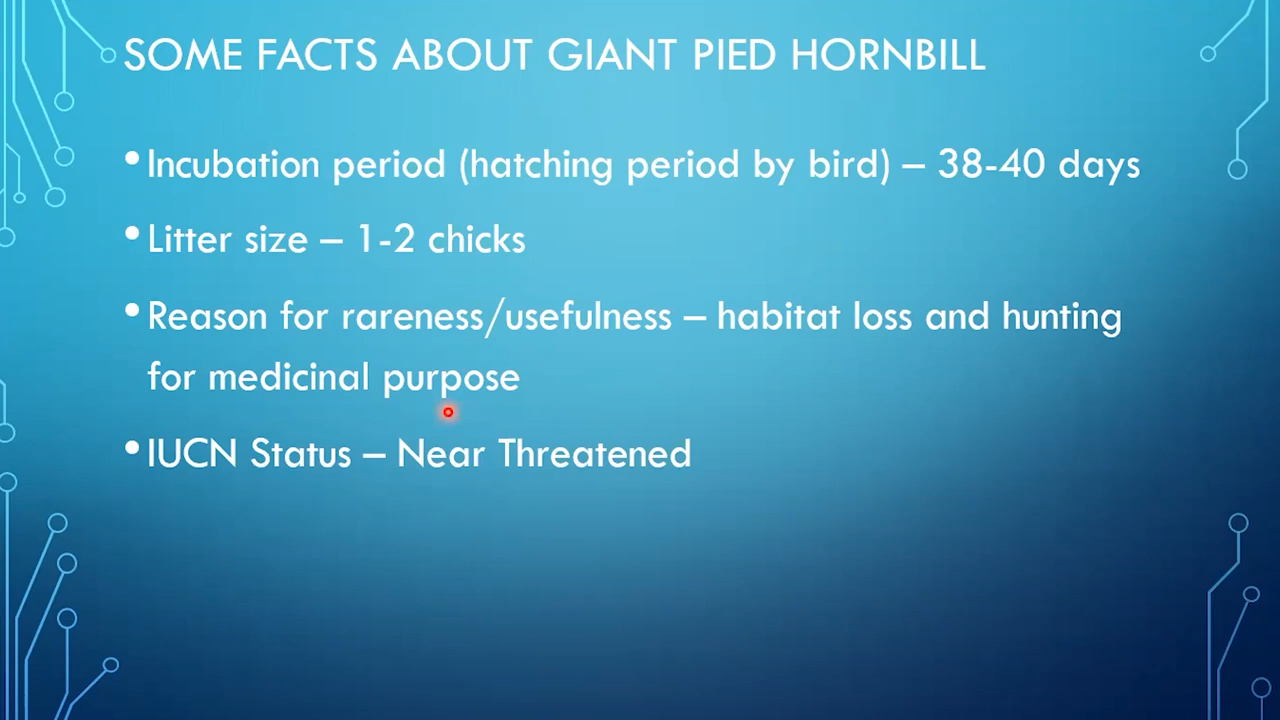 SOME FACTS ABOUT GIANT PIED HORNBILL
• Incubation period (hatching period by bird) – 38-40 days
• Litter size – 1-2 chicks
• Reason for rareness/usefulness – habitat loss and hunting
for medicinal purpose
• IUCN Status – Near Threatened